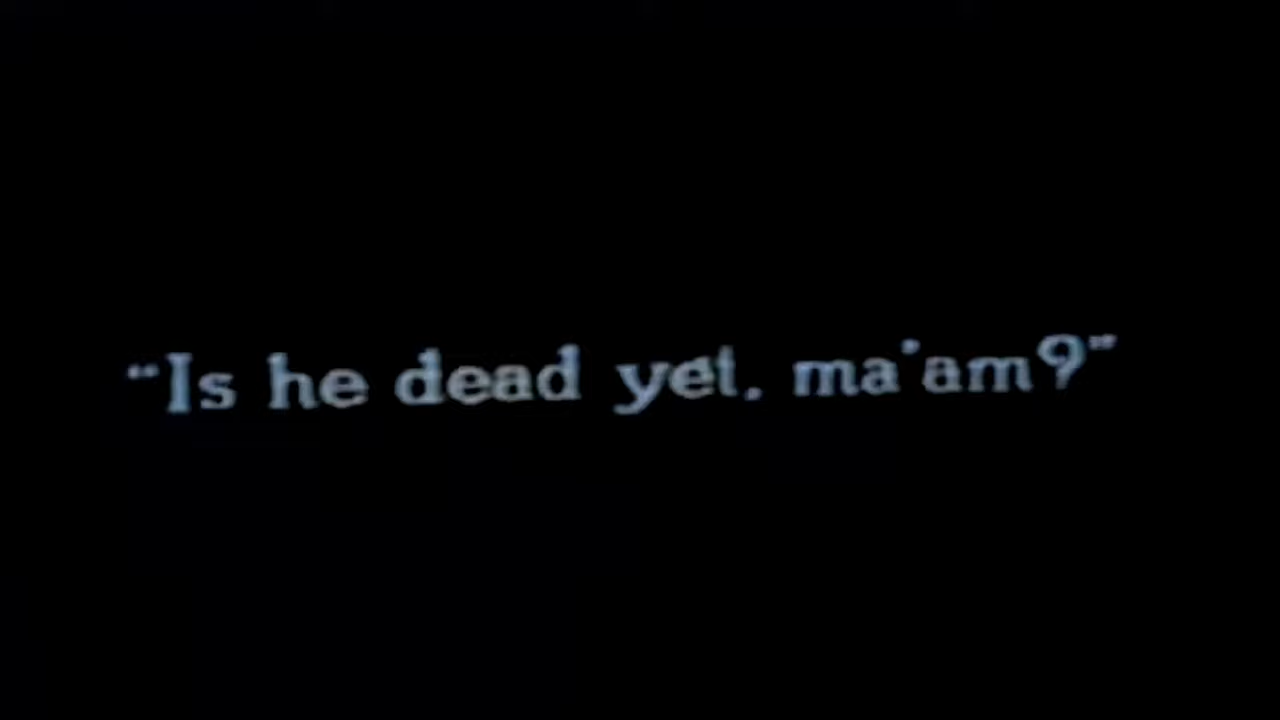 “Is he dead yet, ma'am?”